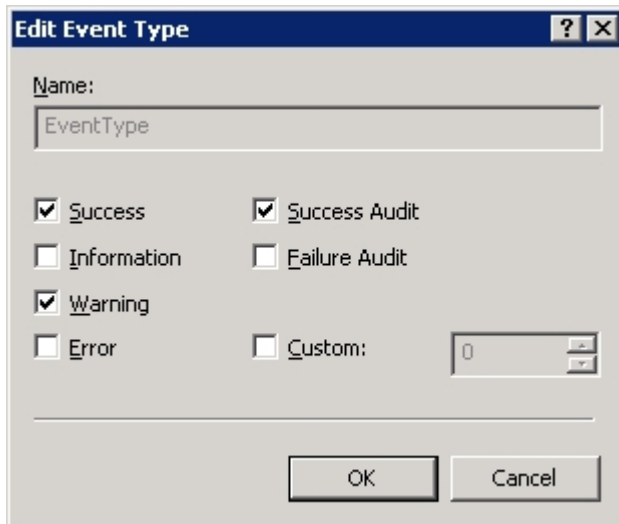 Edit Event Type
Name:
EventType
Success Success Audit
Information Failure Audit
Warning
Error Custom: 0
OK Cancel